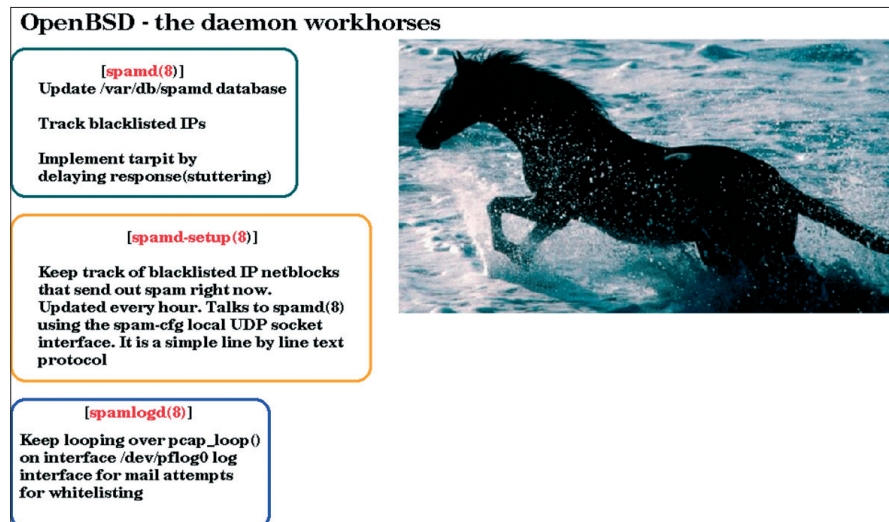 OpenBSD - the daemon workhorses
[spamd(8)]
Update /var/db/spamd database
Track blacklisted IPs
Implement tarpit by
delaying response(stuttering)
[spamd-setup(8)]
Keep track of blacklisted IP netblocks
that send out spam right now.
Updated every hour. Talks to spamd(8)
using the spam-cfg local UDP socket
interface. It is a simple line by line text
protocol
[spamlogd(8)]
Keep looping over pcap_loop()
on interface /dev/pflog0 log
interface for mail attempts
for whitelisting